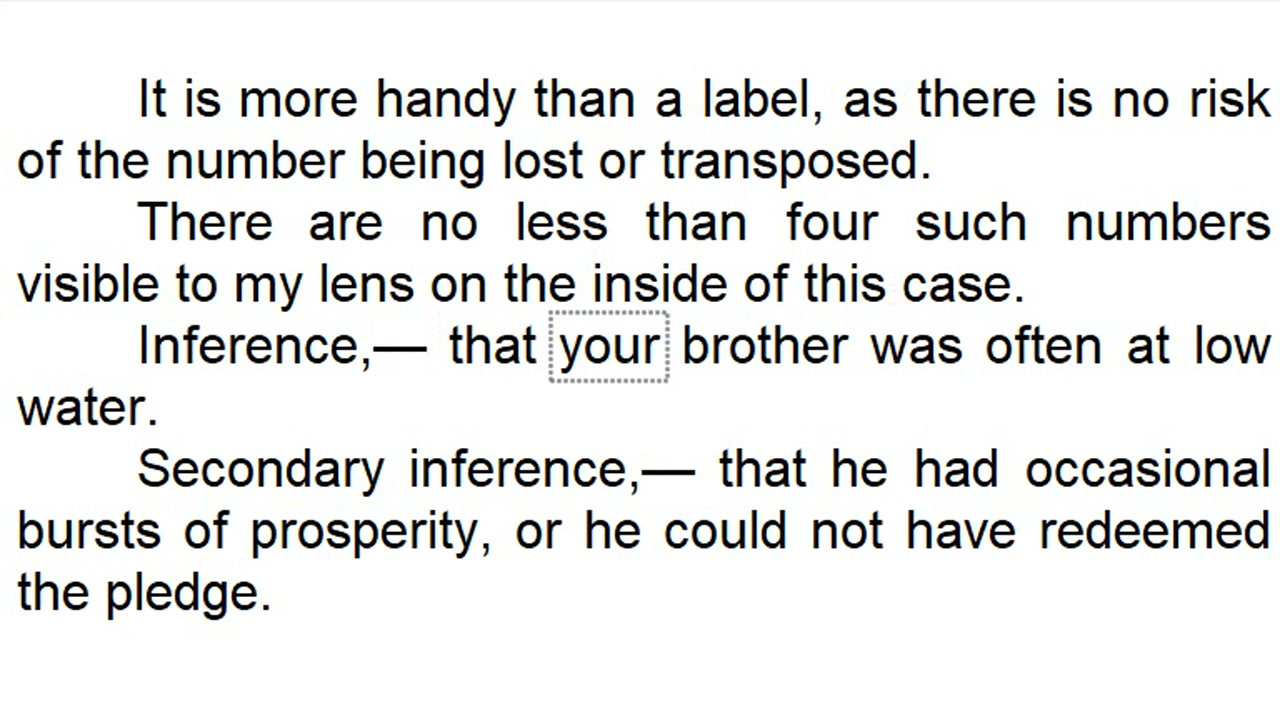 It is more handy than a label, as there is no risk
of the number being lost or transposed.
There are no less than four such numbers
visible to my lens on the inside of this case.
Inference,— that your brother was often at low
water.
Secondary inference,— that he had occasional
bursts of prosperity, or he could not have redeemed
the pledge.